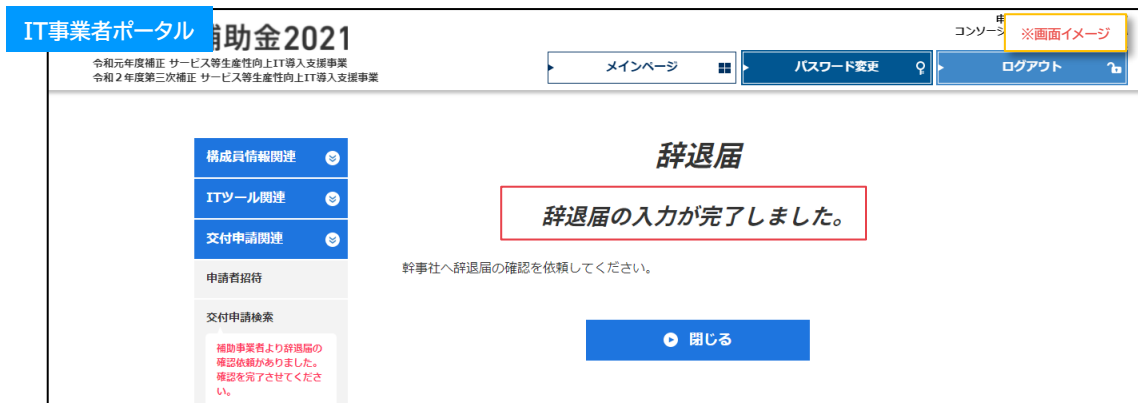 IT事業者ポータル
補助金2021
令和元年度補正 サービス等生産性向上IT導入支援事業
令和２年度第三次補正 サービス等生産性向上IT導入支援事業
コンソーシ
※画面イメージ
メインページ
パスワード変更
ログアウト
構成員情報関連
ITツール関連
交付申請関連
申請者招待
交付申請検索
補助事業者より辞退届の
確認依頼がありました。
確認を完了させてくださ
い。
辞退届
辞退届の入力が完了しました。
幹事社へ辞退届の確認を依頼してください。
閉じる